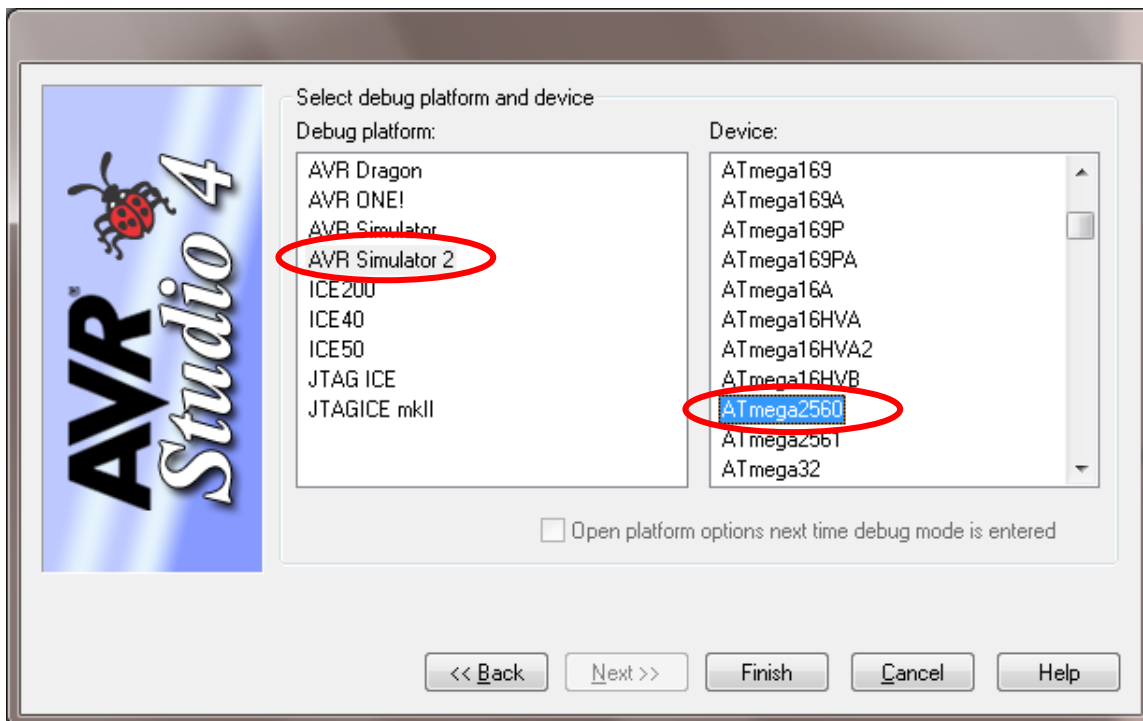 AVR® Studio 4
Select debug platform and device
Debug platform:
AVR Dragon
AVR ONE!
AVR Simulator
AVR Simulator 2
ICE200
ICE40
ICE50
JTAG ICE
JTAGICE mkII
Device:
ATmega169
ATmega169A
ATmega169P
ATmega169PA
ATmega16A
ATmega16HVA
ATmega16HVA2
ATmega16HVB
ATmega2560
ATmega2561
ATmega32
Open platform options next time debug mode is entered
<< Back
Next >>
Finish
Cancel
Help